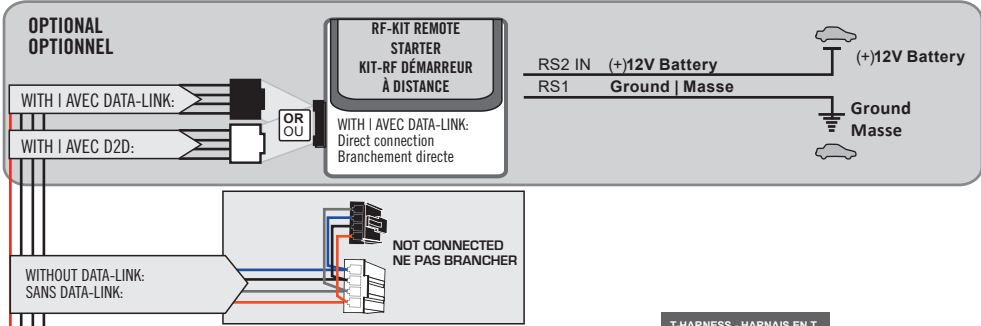 OPTIONAL
OPTIONNEL
RF-KIT REMOTE
STARTER
KIT-RF DÉMARREUR
À DISTANCE
RS2 IN (+)12V Battery
(+)12V Battery
RS1 Ground | Masse
Ground
Masse
WITH | AVEC DATA-LINK:
OR
OU
WITH | AVEC D2D:
WITH | AVEC DATA-LINK:
Direct connection
Branchement directe
NOT CONNECTED
NE PAS BRANCHER
WITHOUT DATA-LINK:
SANS DATA-LINK:
T-HARNESS - HARNAIS EN T